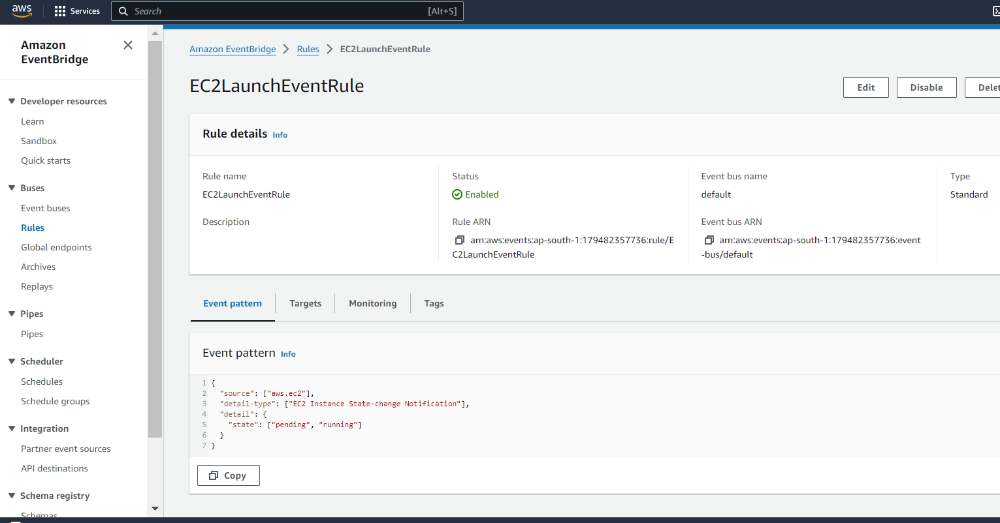 aws
Services
Search
[Alt+S]
Amazon
EventBridge
Developer resources
Learn
Sandbox
Quick starts
Buses
Event buses
Rules
Global endpoints
Archives
Replays
Pipes
Pipes
Scheduler
Schedules
Schedule groups
Integration
Partner event sources
API destinations
Schema registry
Schemas
Amazon EventBridge > Rules > EC2LaunchEventRule
EC2LaunchEventRule
Edit
Disable
Delet
Rule details Info
Rule name
EC2LaunchEventRule
Description
Status
Enabled
Rule ARN
arn:aws:events:ap-south-1:179482357736:rule/E
C2LaunchEventRule
Event bus name
default
Event bus ARN
arn:aws:events:ap-south-1:179482357736:event
-bus/default
Type
Standard
Event pattern
Targets
Monitoring
Tags
Event pattern Info
1 {
2 "source": ["aws.ec2"],
3 "detail-type": ["EC2 Instance State-change Notification"],
4 "detail": {
5 "state": ["pending", "running"]
6 }
7 }
Copy